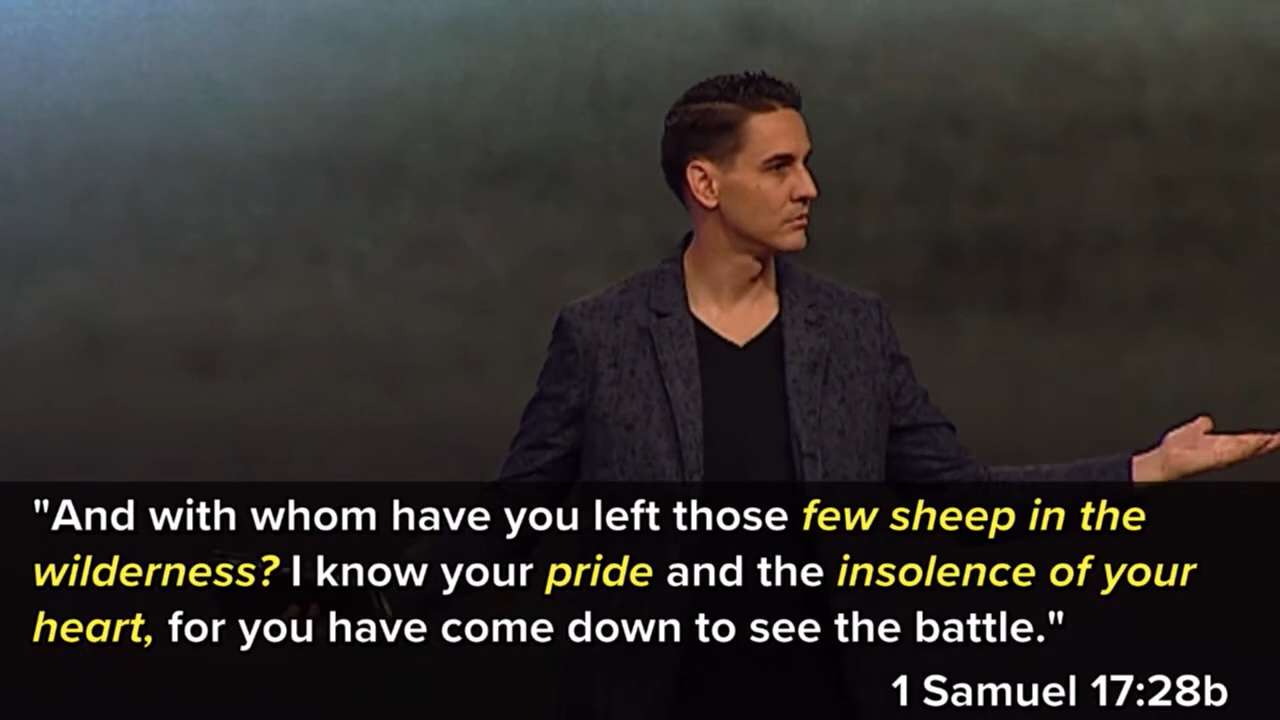 "And with whom have you left those few sheep in the
wilderness? I know your pride and the insolence of your
heart, for you have come down to see the battle."
1 Samuel 17:28b